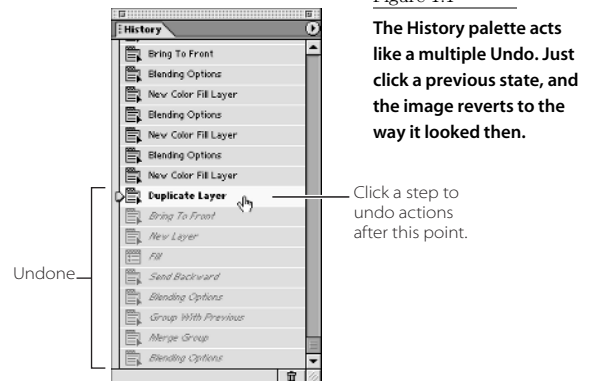 Figure 1.1
The History palette acts
like a multiple Undo. Just
click a previous state, and
the image reverts to the
way it looked then.
History
Bring To Front
Blending Options
New Color Fill Layer
Blending Options
New Color Fill Layer
Blending Options
New Color Fill Layer
Duplicate Layer
Bring To Front
New Layer
Fill
Send Backward
Blending Options
Group With Previous
Merge Group
Blending Options
Click a step to
undo actions
after this point.
Undone